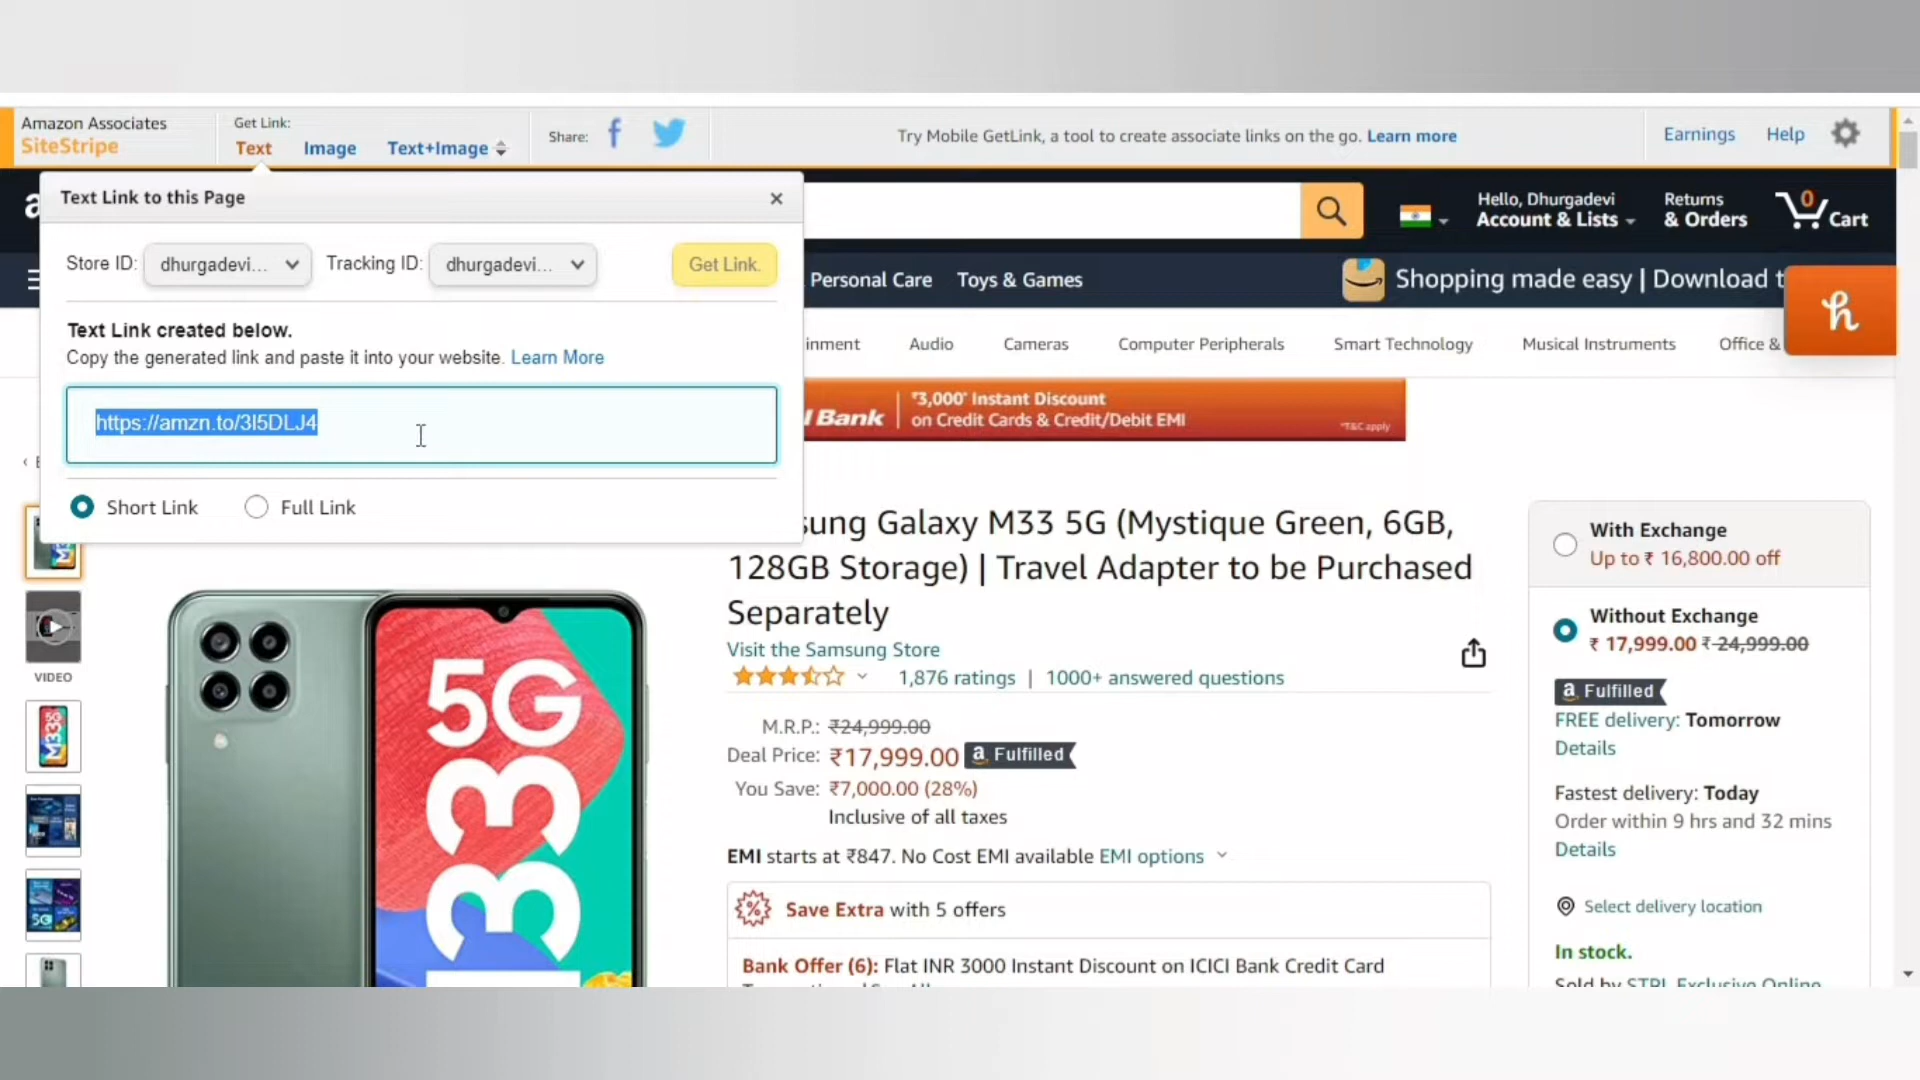 Amazon Associates
SiteStripe
Get Link:
Text Image Text+Image
Share:
Try Mobile GetLink, a tool to create associate links on the go. Learn more
Earnings Help
Text Link to this Page
Store ID: dhurgadevi... Tracking ID: dhurgadevi... Get Link.
Text Link created below.
Copy the generated link and paste it into your website. Learn More
https://amzn.to/3I5DLJ4
Short Link Full Link
Hello, Dhurgadevi
Account & Lists
Returns
& Orders
0
Cart
Personal Care Toys & Games
Shopping made easy | Download
inment Audio Cameras Computer Peripherals Smart Technology Musical Instruments Office &
Bank
₹3,000* Instant Discount
on Credit Cards & Credit/Debit EMI
*T&C apply
VIDEO
5G
M33
sung Galaxy M33 5G (Mystique Green, 6GB,
128GB Storage) | Travel Adapter to be Purchased
Separately
Visit the Samsung Store
1,876 ratings | 1000+ answered questions
M.R.P.: ₹24,999.00
Deal Price: ₹17,999.00 a Fulfilled
You Save: ₹7,000.00 (28%)
Inclusive of all taxes
EMI starts at ₹847. No Cost EMI available EMI options
Save Extra with 5 offers
Bank Offer (6): Flat INR 3000 Instant Discount on ICICI Bank Credit Card
With Exchange
Up to ₹ 16,800.00 off
Without Exchange
₹ 17,999.00 ₹ 24,999.00
a Fulfilled
FREE delivery: Tomorrow
Details
Fastest delivery: Today
Order within 9 hrs and 32 mins
Details
Select delivery location
In stock.
Sold by STPL Exclusive Online